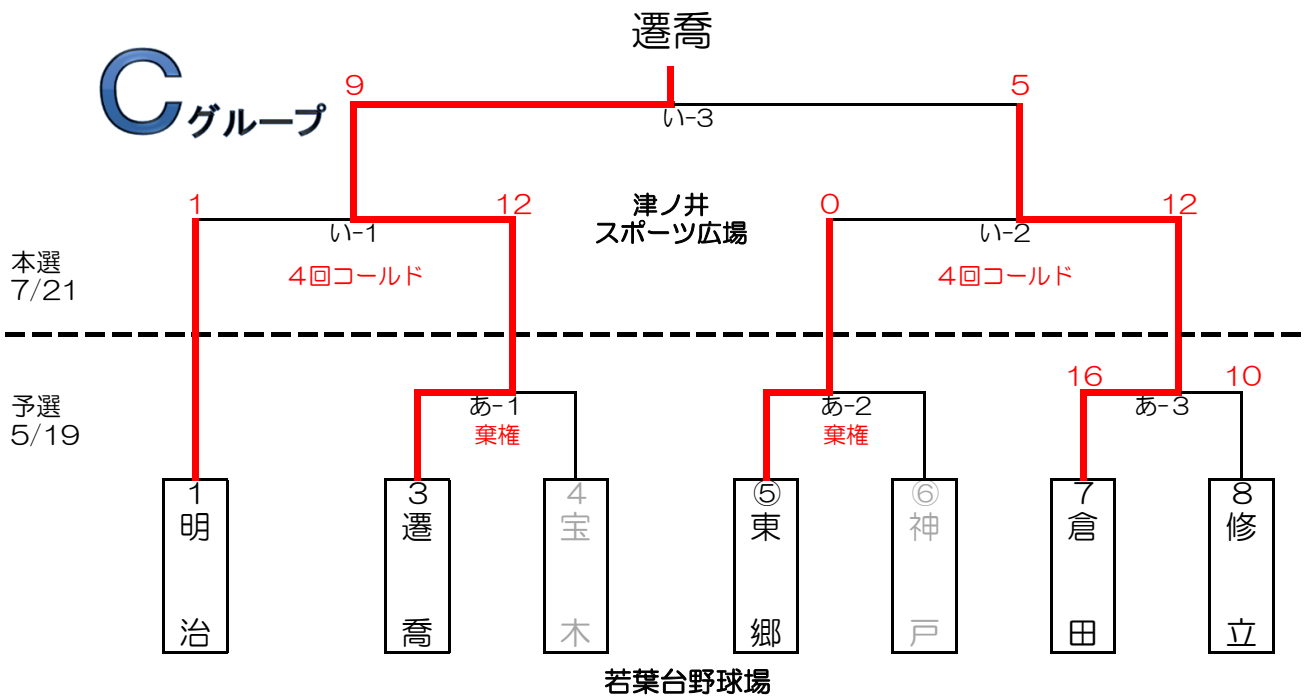 遷喬
Cグループ
9
5
い-3
1
12
津ノ井
スポーツ広場
0
12
い-1
い-2
本選
7/21
4回コールド
4回コールド
16
10
予選
5/19
あ-1
あ-2
あ-3
棄権
棄権
1
明治
3
遷喬
4
宝木
⑤
東郷
⑥
神戸
7
倉田
8
修立
若葉台野球場